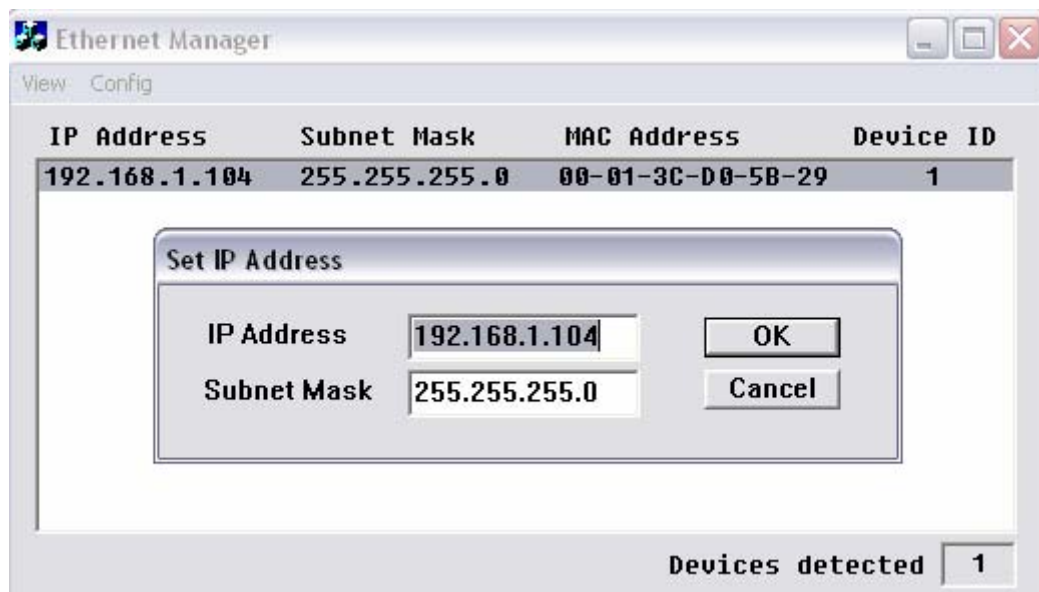 Ethernet Manager
View Config
IP Address Subnet Mask MAC Address Device ID
192.168.1.104 255.255.255.0 00-01-3C-D0-5B-29 1
Set IP Address
IP Address 192.168.1.104 OK
Subnet Mask 255.255.255.0 Cancel
Devices detected 1